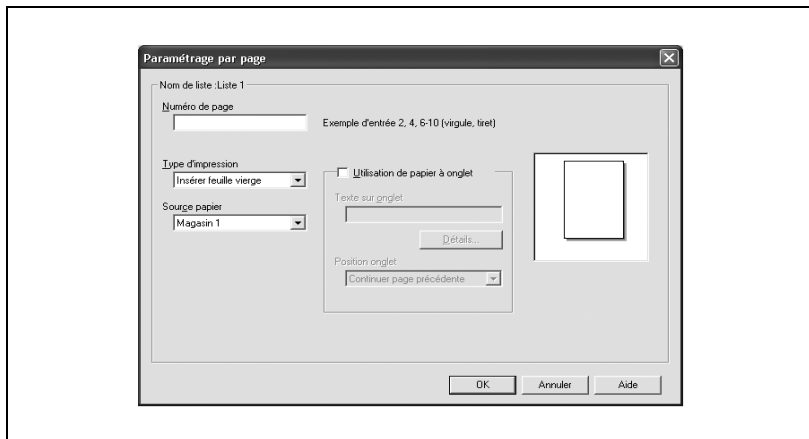 Paramétrage par page
Nom de liste :Liste 1
Numéro de page
Exemple d'entrée 2, 4, 6-10 (virgule, tiret)
Type d'impression
Insérer feuille vierge
Source papier
Magasin 1
Utilisation de papier à onglet
Texte sur onglet
Détails...
Position onglet
Continuer page précédente
OK
Annuler
Aide